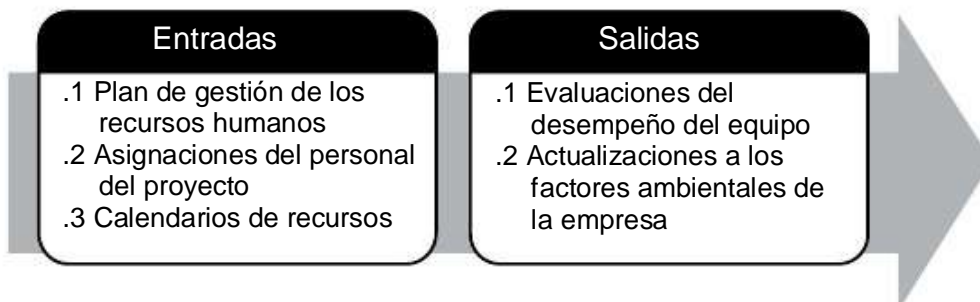 Entradas
.1 Plan de gestión de los
recursos humanos
.2 Asignaciones del personal
del proyecto
.3 Calendarios de recursos
Salidas
.1 Evaluaciones del
desempeño del equipo
.2 Actualizaciones a los
factores ambientales de
la empresa